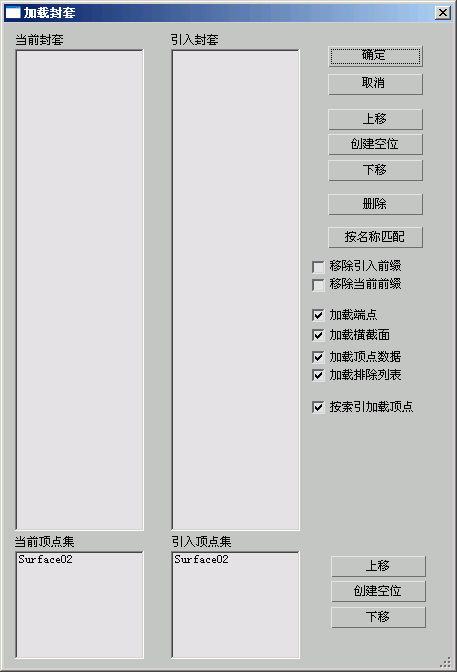 加载封套
当前封套
引入封套
确定
取消
上移
创建空位
下移
删除
按名称匹配
移除引入前缀
移除当前前缀
加载端点
加载横截面
加载顶点数据
加载排除列表
按索引加载顶点
当前顶点集
引入顶点集
Surface02
Surface02
上移
创建空位
下移